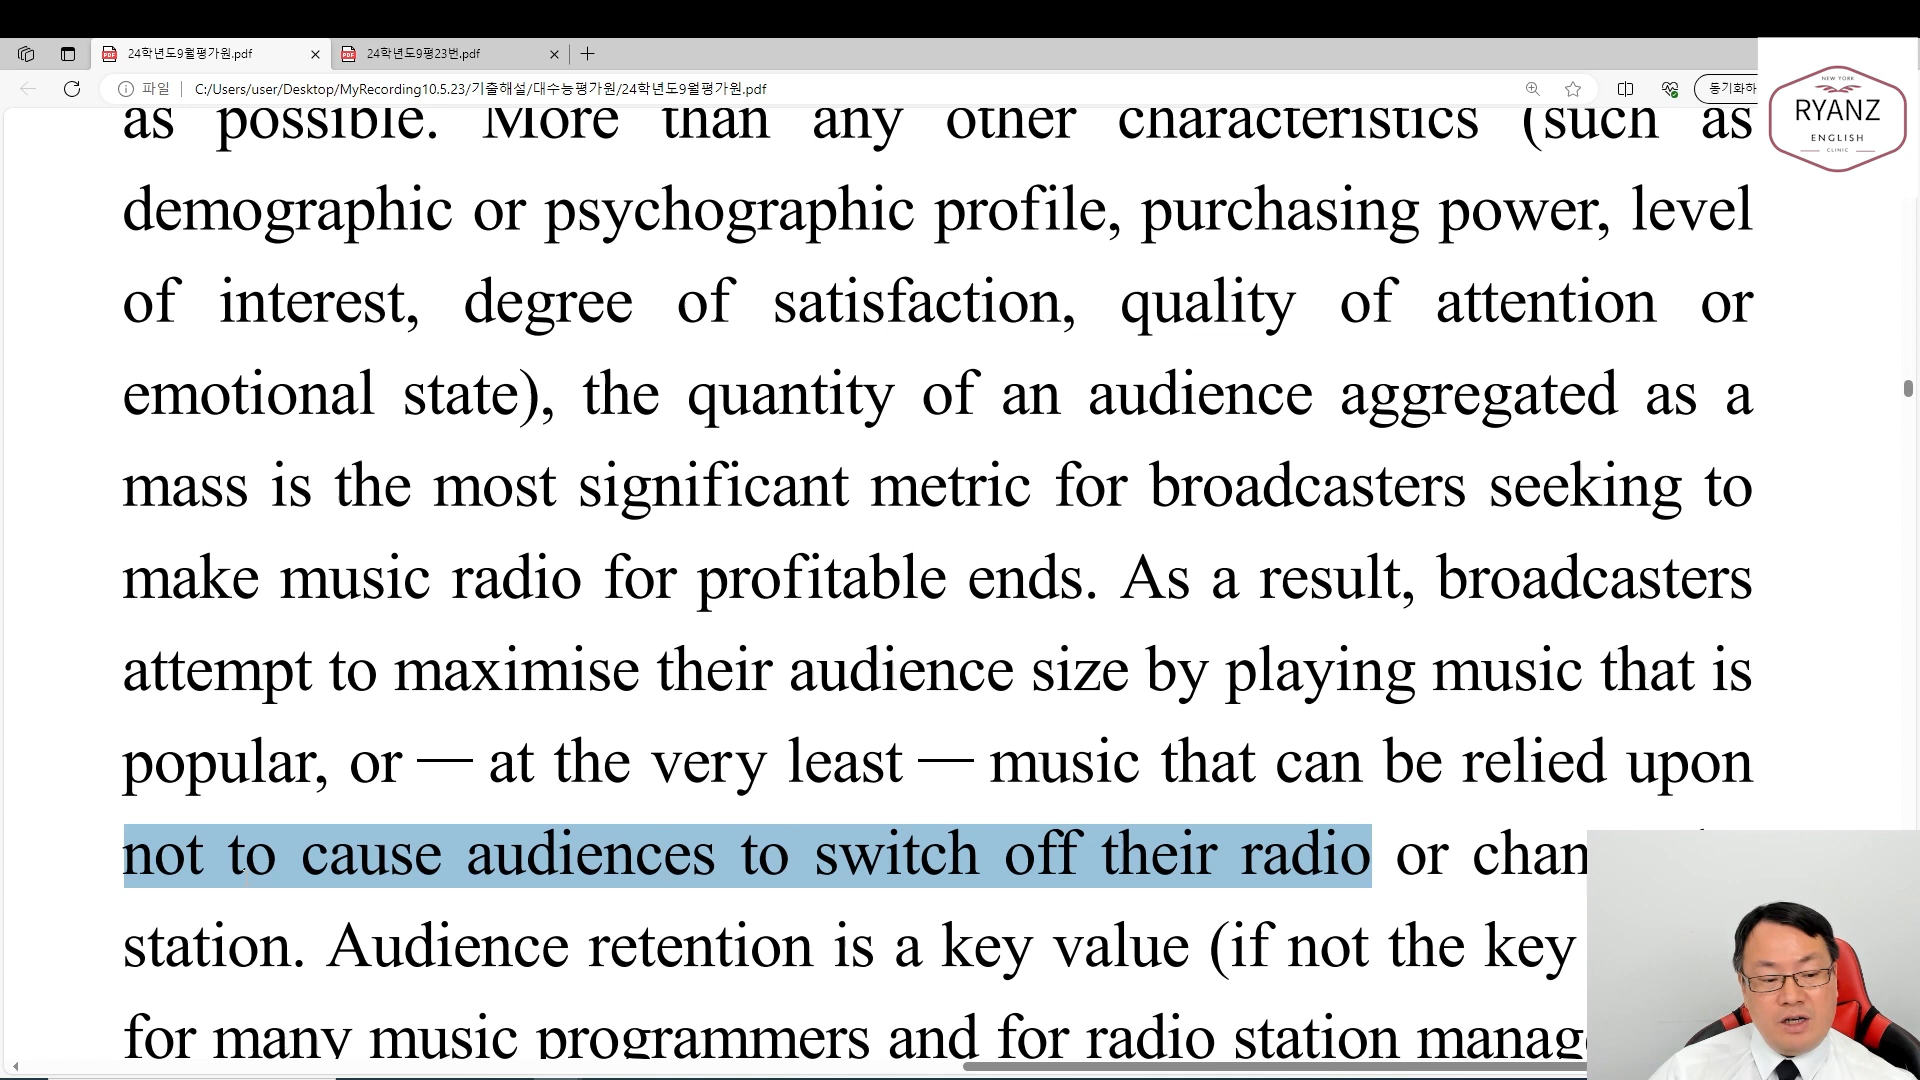 24학년도9월평가원.pdf
24학년도9평23번.pdf
파일
C:/Users/user/Desktop/MyRecording10.5.23/기출해설/대수능평가원/24학년도9월평가원.pdf
동기화하
NEW YORK
RYANZ
ENGLISH
CLINIC
as possible. More than any other characteristics (such as
demographic or psychographic profile, purchasing power, level
of interest, degree of satisfaction, quality of attention or
emotional state), the quantity of an audience aggregated as a
mass is the most significant metric for broadcasters seeking to
make music radio for profitable ends. As a result, broadcasters
attempt to maximise their audience size by playing music that is
popular, or — at the very least — music that can be relied upon
not to cause audiences to switch off their radio or chan
station. Audience retention is a key value (if not the key
for many music programmers and for radio station manag